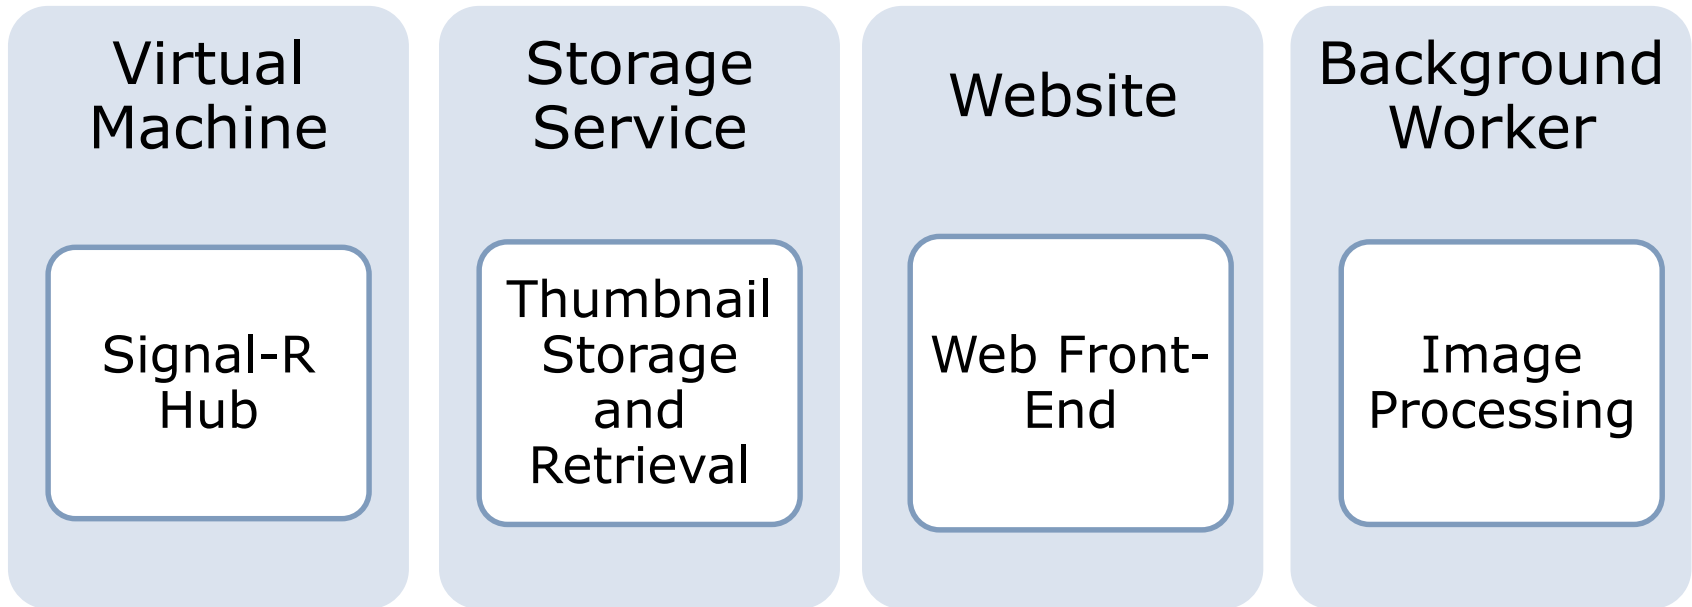 Virtual
Machine
Signal-R
Hub
Storage
Service
Thumbnail
Storage
and
Retrieval
Website
Web Front-
End
Background
Worker
Image
Processing